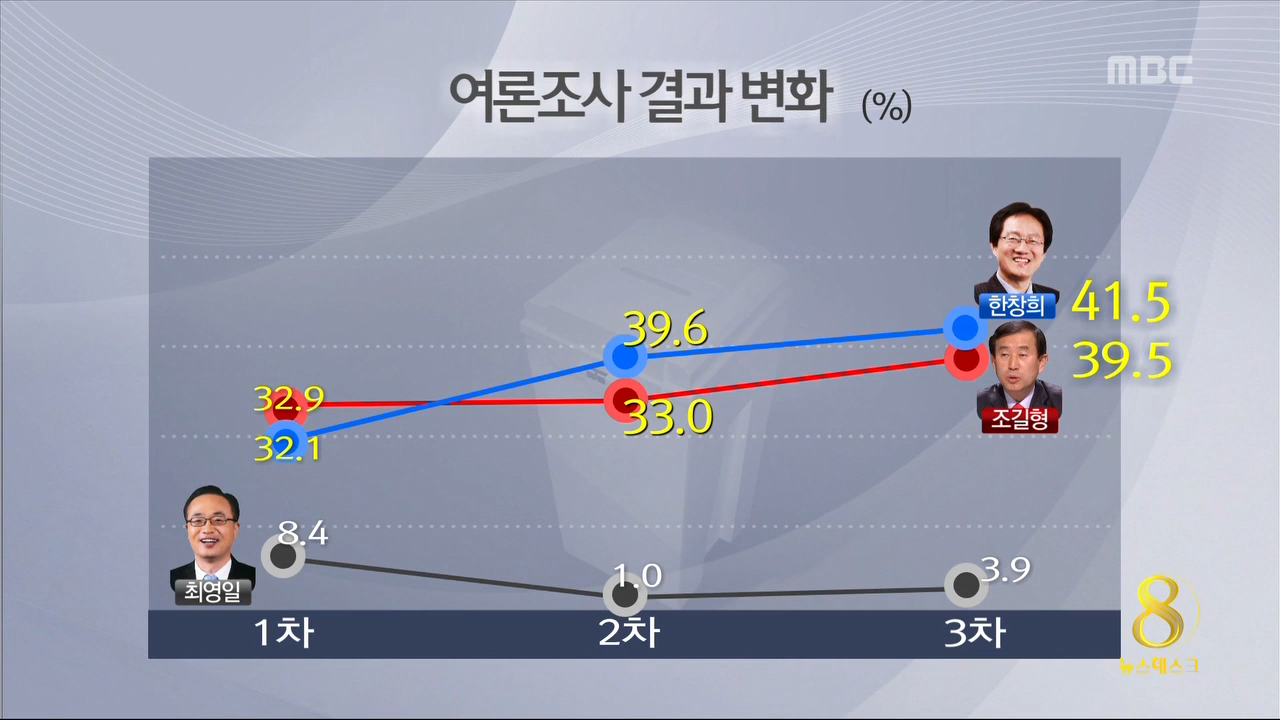 여론조사 결과 변화 (%)
MBC
한창희 41.5
39.6
조길형 39.5
32.9
33.0
32.1
8.4
1.0
3.9
최영일
1차 2차 3차
8
뉴스데스크